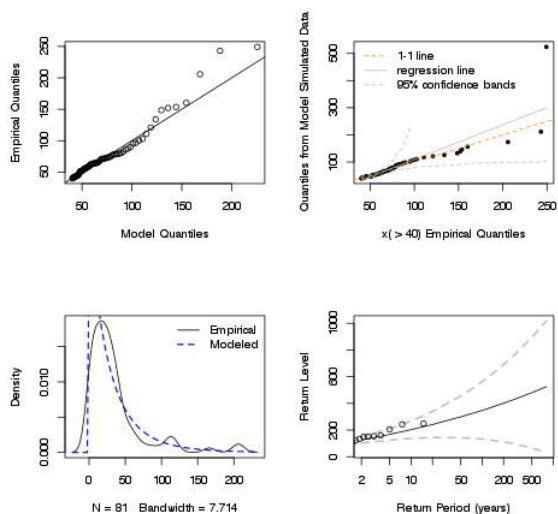 Empirical Quantiles
50 100 150 200 250
50 100 150 200
Model Quantiles
Quantiles from Model Simulated Data
100 300 500
1-1 line
regression line
95% confidence bands
50 100 150 200 250
x( > 40) Empirical Quantiles
Density
0.000 0.010
Empirical
Modeled
0 50 100 150 200
N = 81 Bandwidth = 7.714
Return Level
0 200 400 1000
2 5 10 50 200 500
Return Period (years)